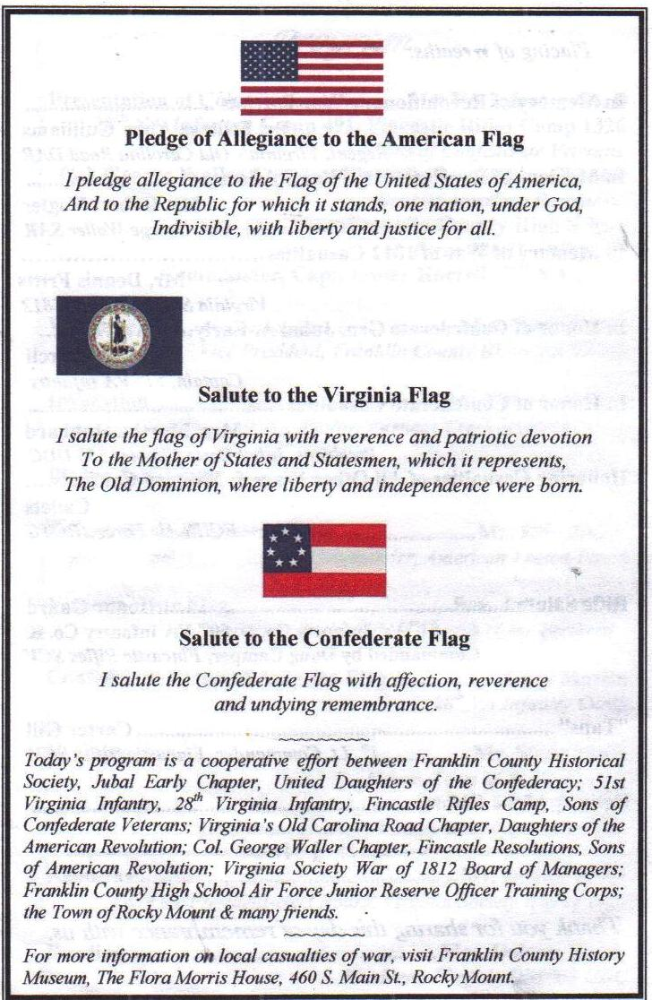 Pledge of Allegiance to the American Flag
I pledge allegiance to the Flag of the United States of America,
And to the Republic for which it stands, one nation, under God,
Indivisible, with liberty and justice for all.
Salute to the Virginia Flag
I salute the flag of Virginia with reverence and patriotic devotion
To the Mother of States and Statesmen, which it represents,
The Old Dominion, where liberty and independence were born.
Salute to the Confederate Flag
I salute the Confederate Flag with affection, reverence
and undying remembrance.
Today's program is a cooperative effort between Franklin County Historical
Society, Jubal Early Chapter, United Daughters of the Confederacy; 51st
Virginia Infantry, 28th Virginia Infantry, Fincastle Rifles Camp, Sons of
Confederate Veterans; Virginia's Old Carolina Road Chapter, Daughters of the
American Revolution; Col. George Waller Chapter, Fincastle Resolutions, Sons
of American Revolution; Virginia Society War of 1812 Board of Managers;
Franklin County High School Air Force Junior Reserve Officer Training Corps;
the Town of Rocky Mount & many friends.
For more information on local casualties of war, visit Franklin County History
Museum, The Flora Morris House, 460 S. Main St., Rocky Mount.